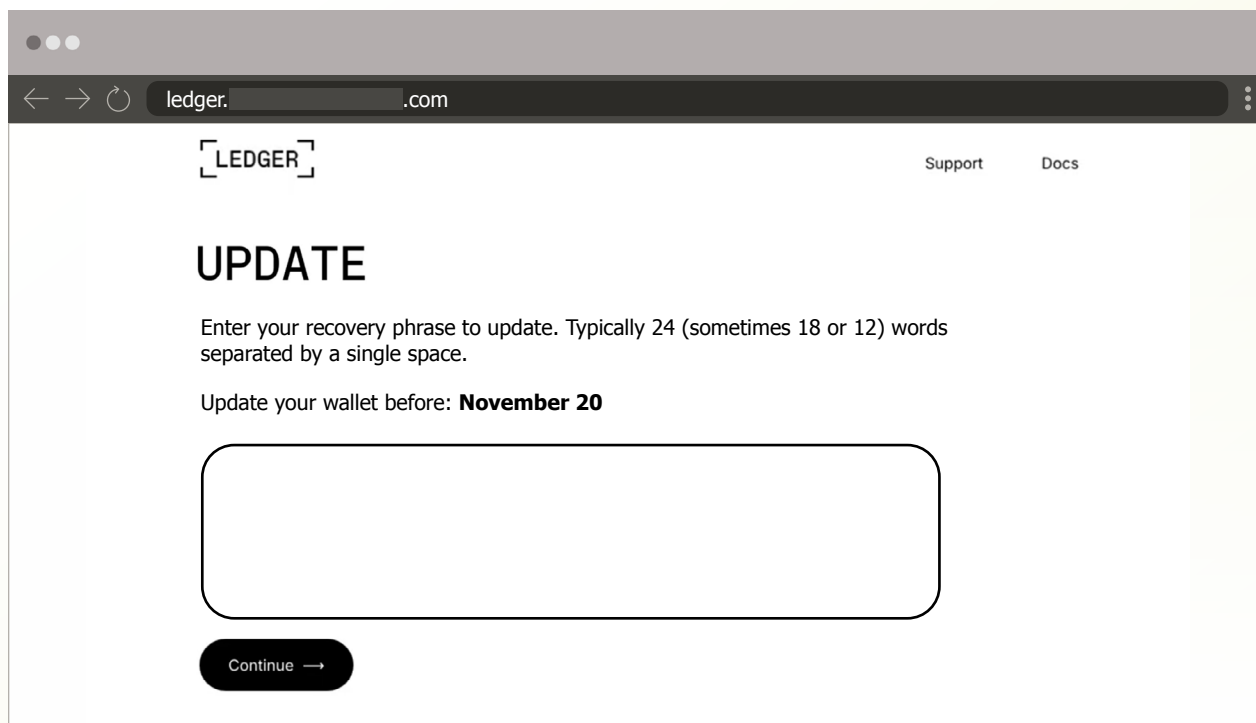 ledger. .com
LEDGER
Support Docs
UPDATE
Enter your recovery phrase to update. Typically 24 (sometimes 18 or 12) words
separated by a single space.
Update your wallet before: November 20
Continue →